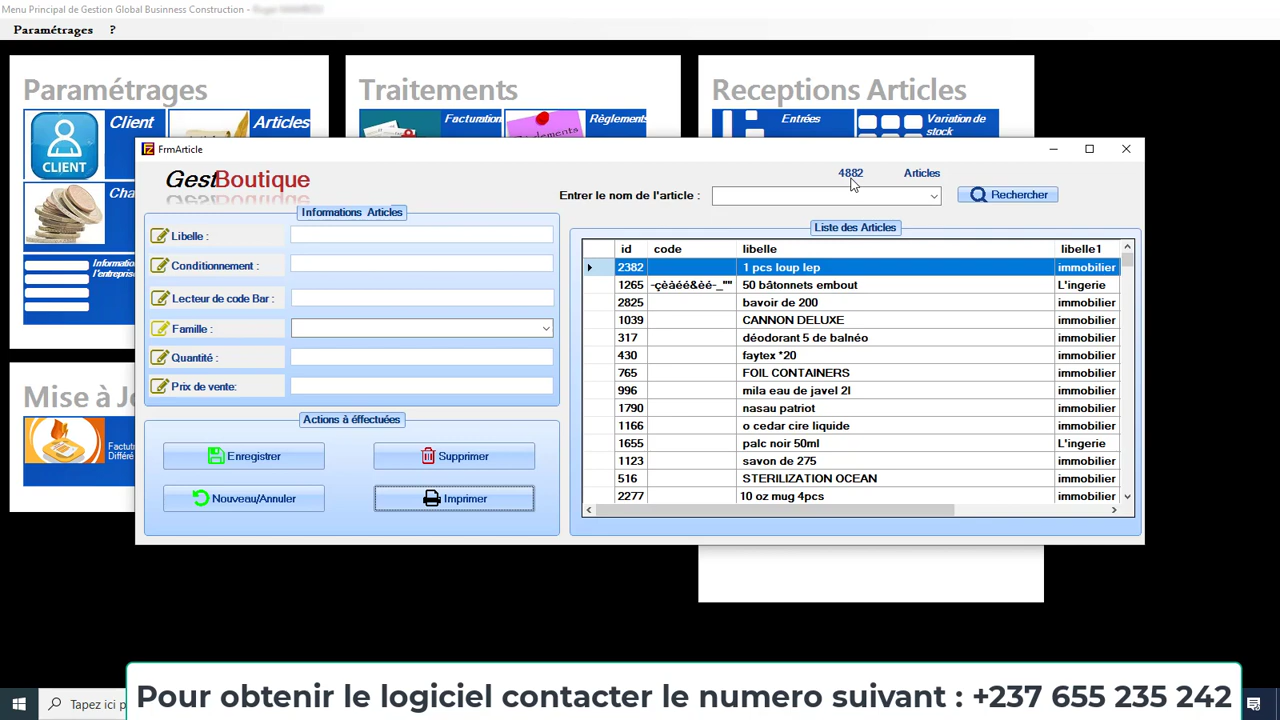 Menu Principal de Gestion Global Businness Construction -
Paramétrages ?
Paramétrages
Traitements
Receptions Articles
Client
Articles
Facturation
Règlements
Entrées
Variation de
stock
CLIENT
Cha
Information
l'entreprise
Mise à Jo
Factutr
Différé
FrmArticle
GestBoutique
4882 Articles
Entrer le nom de l'article : Rechercher
Informations Articles
Libelle :
Conditionnement :
Lecteur de code Bar :
Famille :
Quantité :
Prix de vente:
Actions à éffectuées
Enregistrer Supprimer
Nouveau/Annuler Imprimer
Liste des Articles
id code libelle libelle1
2382 1 pcs loup lep immobilier
1265 -çèàéé&èé-_"" 50 bâtonnets embout L'ingerie
2825 bavoir de 200 immobilier
1039 CANNON DELUXE immobilier
317 déodorant 5 de balnéo immobilier
430 faytex *20 immobilier
765 FOIL CONTAINERS immobilier
996 mila eau de javel 2l immobilier
1790 nasau patriot immobilier
1166 o cedar cire liquide immobilier
1655 palc noir 50ml L'ingerie
1123 savon de 275 immobilier
516 STERILIZATION OCEAN immobilier
2277 10 oz mug 4pcs immobilier
Tapez ici p
Pour obtenir le logiciel contacter le numero suivant : +237 655 235 242